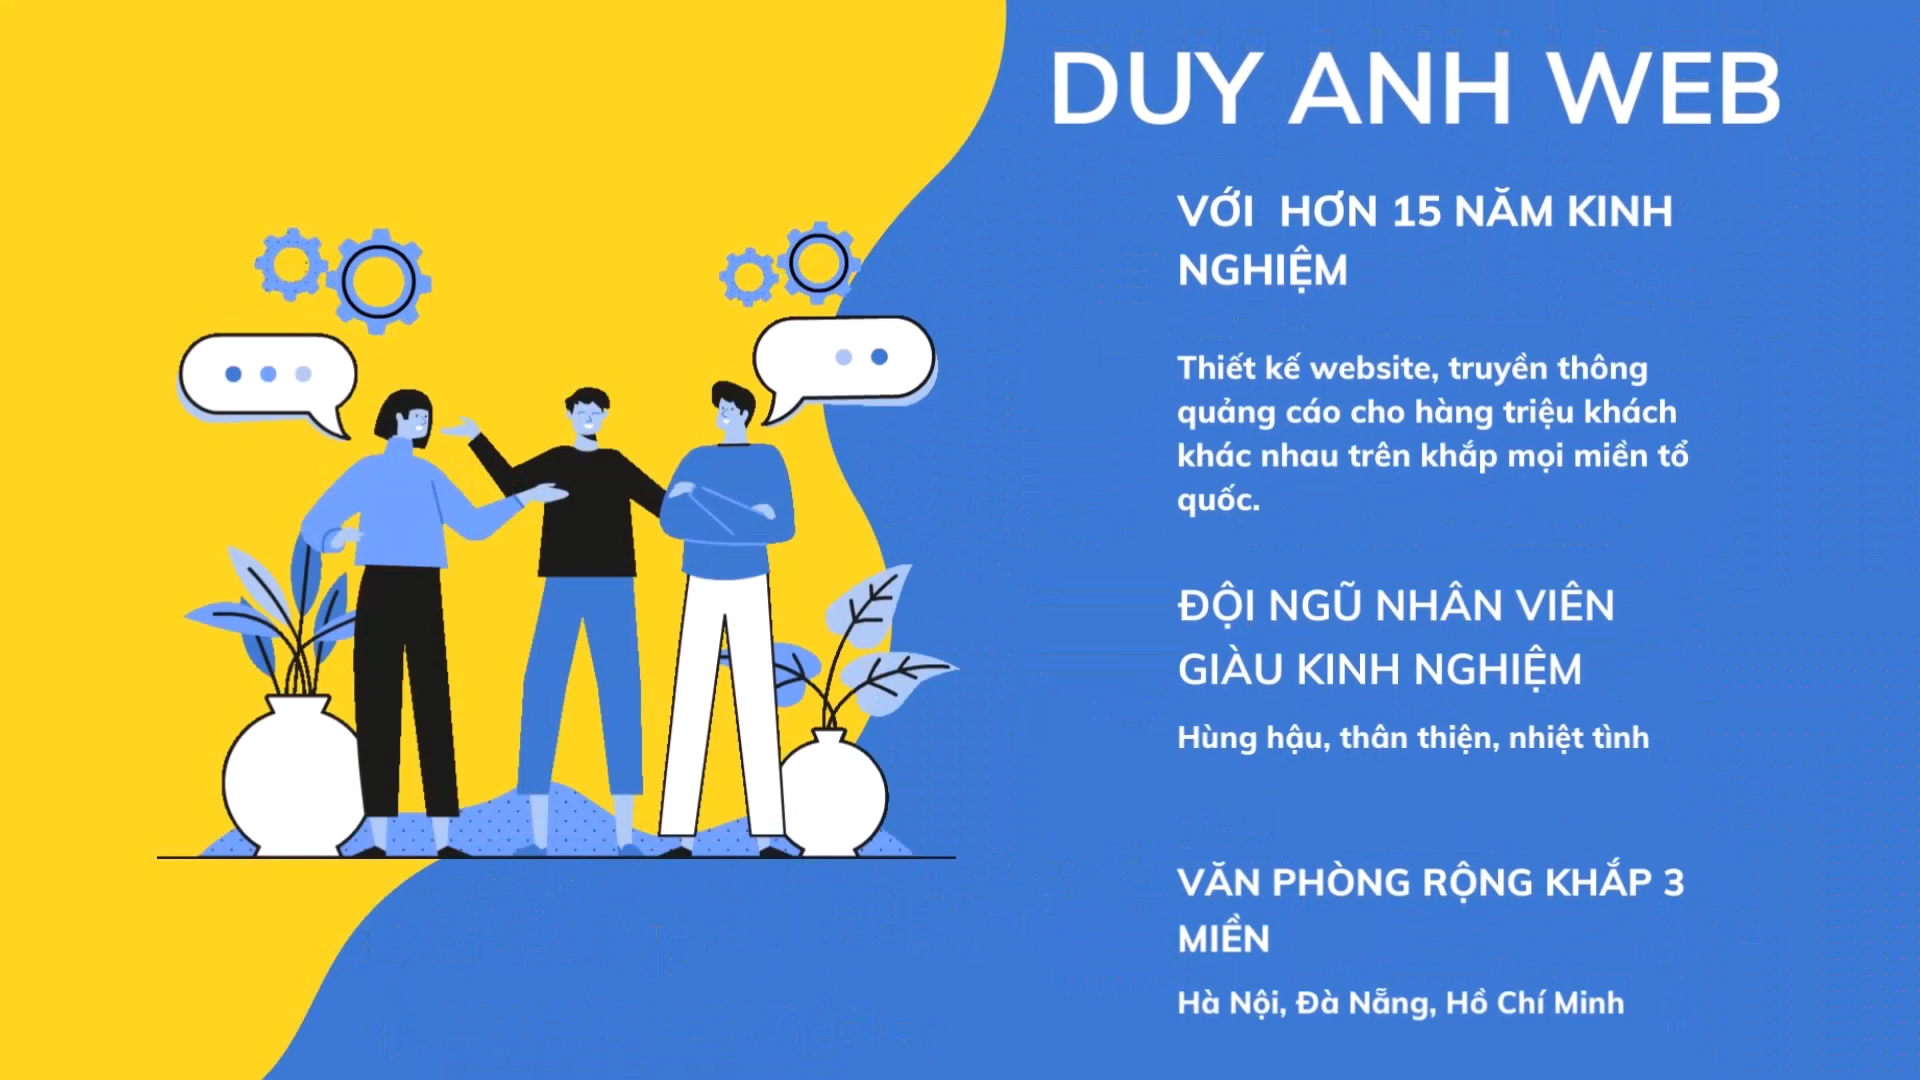 DUY ANH WEB
VỚI HƠN 15 NĂM KINH
NGHIỆM
Thiết kế website, truyền thông
quảng cáo cho hàng triệu khách
khác nhau trên khắp mọi miền tổ
quốc.
ĐỘI NGŨ NHÂN VIÊN
GIÀU KINH NGHIỆM
Hùng hậu, thân thiện, nhiệt tình
VĂN PHÒNG RỘNG KHẮP 3
MIỀN
Hà Nội, Đà Nẵng, Hồ Chí Minh